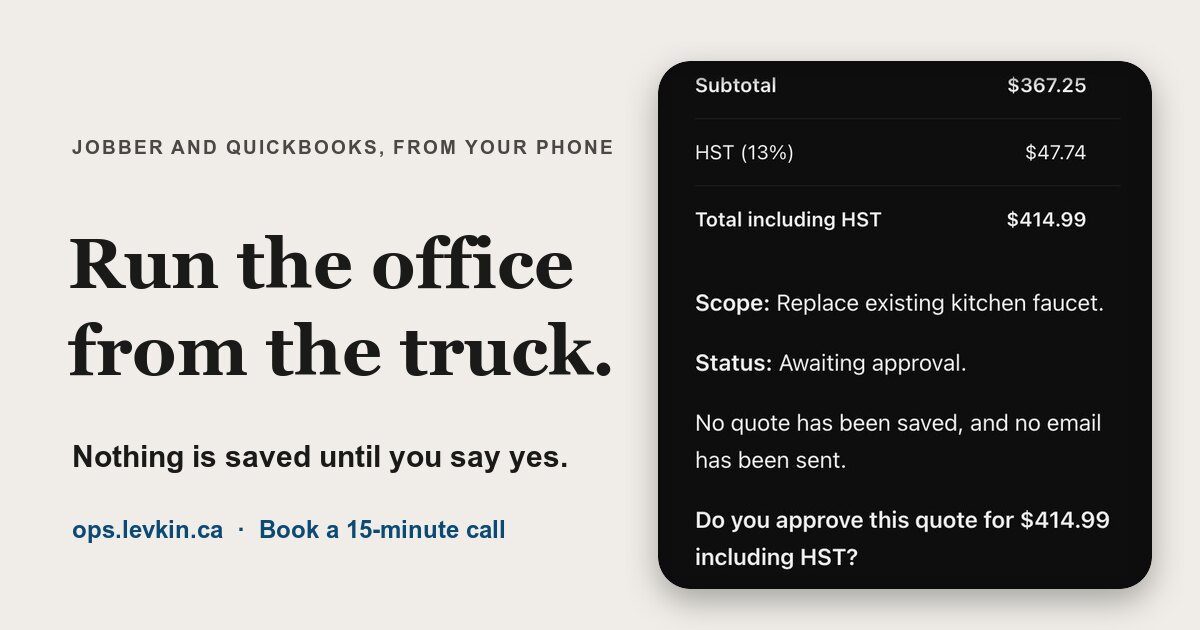 JOBBER AND QUICKBOOKS, FROM YOUR PHONE
Run the office
from the truck.
Nothing is saved until you say yes.
ops.levkin.ca · Book a 15-minute call
Subtotal $367.25
HST (13%) $47.74
Total including HST $414.99
Scope: Replace existing kitchen faucet.
Status: Awaiting approval.
No quote has been saved, and no email
has been sent.
Do you approve this quote for $414.99
including HST?